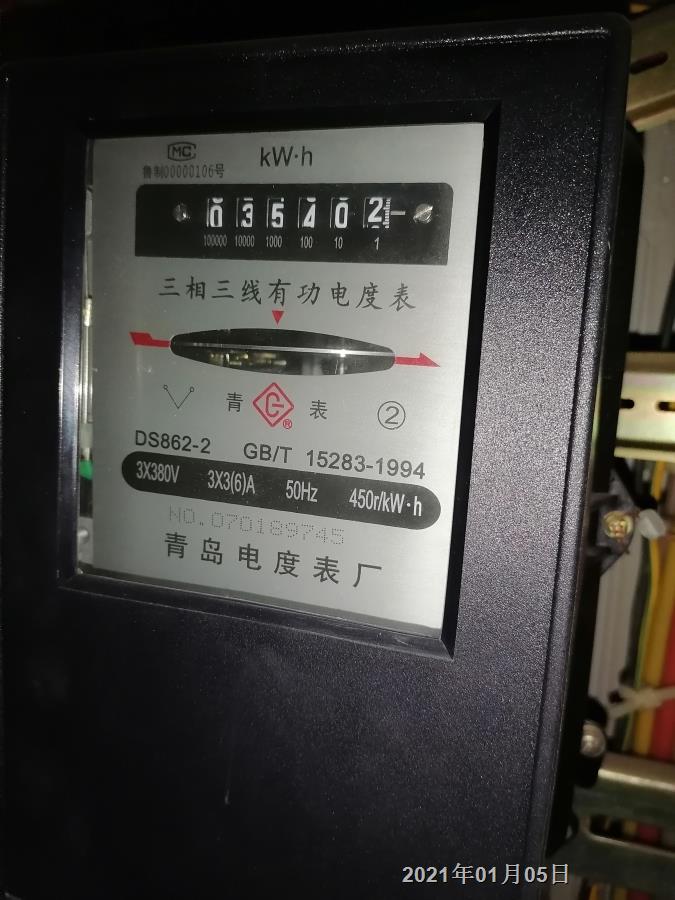 MC
鲁制00000106号
kW·h
0 3 5 4 0 2
100000 10000 1000 100 10 1
三相三线有功电度表
青 G ® 表 ②
DS862-2 GB/T 15283-1994
3X380V 3X3(6)A 50Hz 450r/kW·h
NO.070189745
青岛电度表厂
2021年01月05日